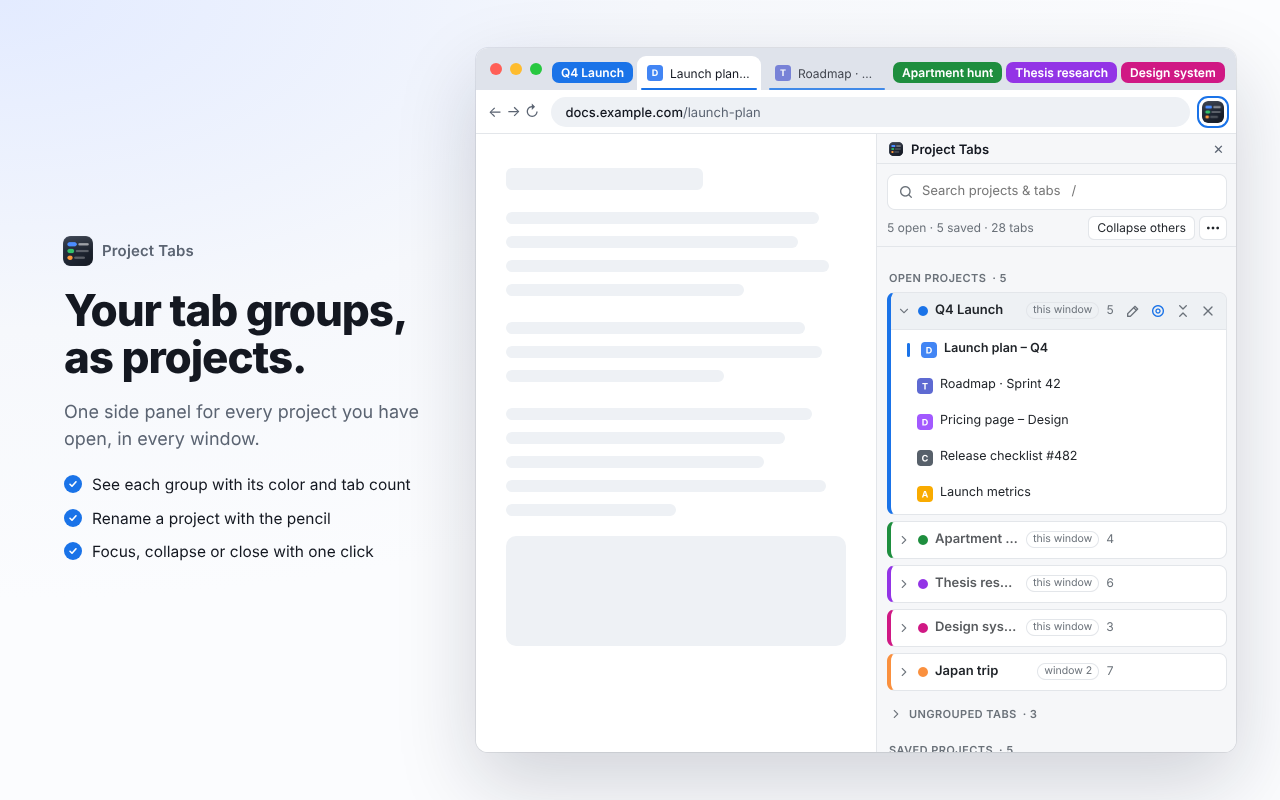 Q4 Launch
D Launch plan...
T Roadmap · ...
Apartment hunt
Thesis research
Design system
docs.example.com/launch-plan
Project Tabs
Your tab groups,
as projects.
One side panel for every project you have
open, in every window.
See each group with its color and tab count
Rename a project with the pencil
Focus, collapse or close with one click
Project Tabs
Search projects & tabs /
5 open · 5 saved · 28 tabs
Collapse others
OPEN PROJECTS · 5
Q4 Launch this window 5
D Launch plan – Q4
T Roadmap · Sprint 42
D Pricing page – Design
C Release checklist #482
A Launch metrics
Apartment ... this window 4
Thesis res... this window 6
Design sys... this window 3
Japan trip window 2 7
UNGROUPED TABS · 3
SAVED PROJECTS · 5